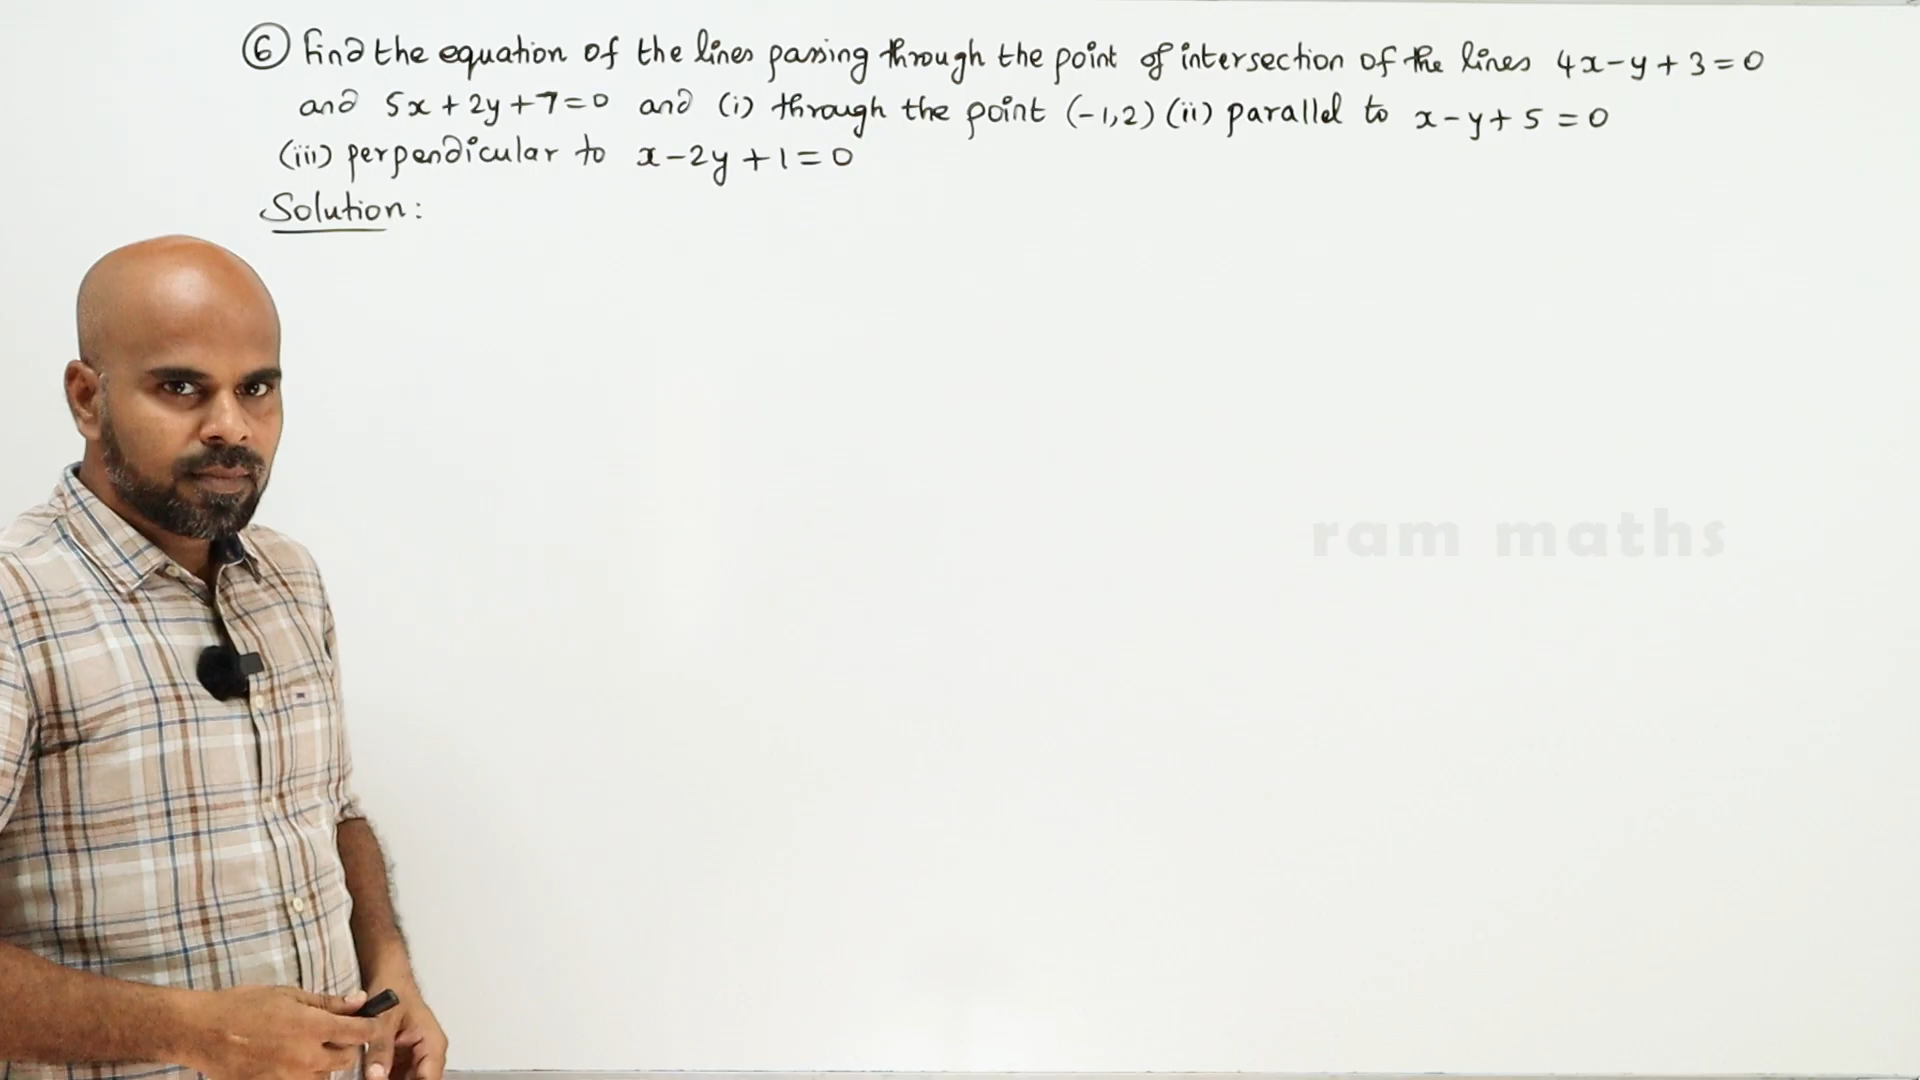 ⑥ Find the equation of the lines passing through the point of intersection of the lines 4x-y+3=0
and 5x+2y+7=0 and (i) through the point (-1,2) (ii) parallel to x-y+5=0
(iii) perpendicular to x-2y+1=0
Solution:
ram maths